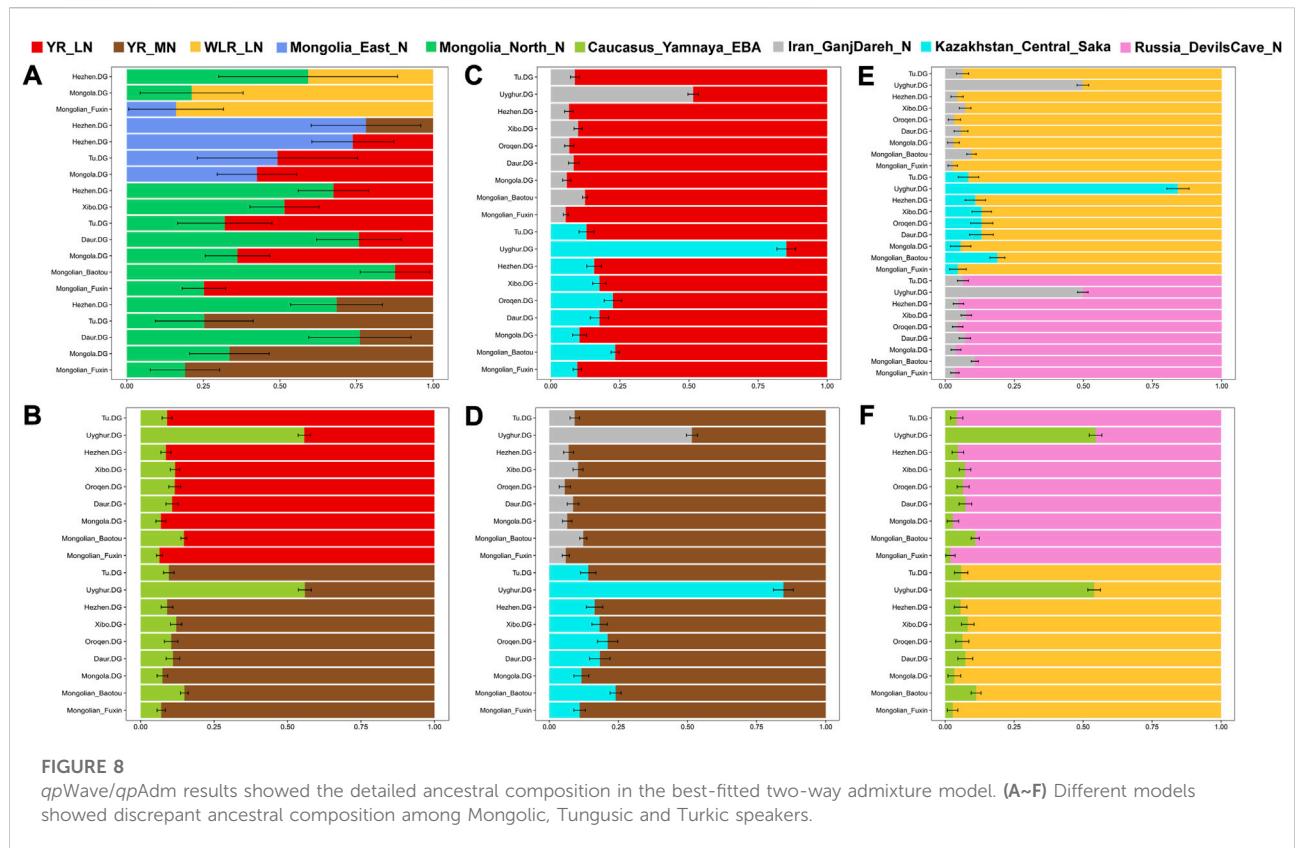 YR_LN YR_MN WLR_LN Mongolia_East_N Mongolia_North_N Caucasus_Yamnaya_EBA Iran_GanjDareh_N Kazakhstan_Central_Saka Russia_DevilsCave_N
A
Hezhen.DG
Mongola.DG
Mongolian_Fuxin
Hezhen.DG
Hezhen.DG
Tu.DG
Mongola.DG
Hezhen.DG
Xibo.DG
Tu.DG
Daur.DG
Mongola.DG
Mongolian_Baotou
Mongolian_Fuxin
Hezhen.DG
Tu.DG
Daur.DG
Mongola.DG
Mongolian_Fuxin
0.00 0.25 0.50 0.75 1.00
B
Tu.DG
Uyghur.DG
Hezhen.DG
Xibo.DG
Oroqen.DG
Daur.DG
Mongola.DG
Mongolian_Baotou
Mongolian_Fuxin
Tu.DG
Uyghur.DG
Hezhen.DG
Xibo.DG
Oroqen.DG
Daur.DG
Mongola.DG
Mongolian_Baotou
Mongolian_Fuxin
0.00 0.25 0.50 0.75 1.00
C
Tu.DG
Uyghur.DG
Hezhen.DG
Xibo.DG
Oroqen.DG
Daur.DG
Mongola.DG
Mongolian_Baotou
Mongolian_Fuxin
Tu.DG
Uyghur.DG
Hezhen.DG
Xibo.DG
Oroqen.DG
Daur.DG
Mongola.DG
Mongolian_Baotou
Mongolian_Fuxin
0.00 0.25 0.50 0.75 1.00
D
Tu.DG
Uyghur.DG
Hezhen.DG
Xibo.DG
Oroqen.DG
Daur.DG
Mongola.DG
Mongolian_Baotou
Mongolian_Fuxin
Tu.DG
Uyghur.DG
Hezhen.DG
Xibo.DG
Oroqen.DG
Daur.DG
Mongola.DG
Mongolian_Baotou
Mongolian_Fuxin
0.00 0.25 0.50 0.75 1.00
E
Tu.DG
Uyghur.DG
Hezhen.DG
Xibo.DG
Oroqen.DG
Daur.DG
Mongola.DG
Mongolian_Baotou
Mongolian_Fuxin
Tu.DG
Uyghur.DG
Hezhen.DG
Xibo.DG
Oroqen.DG
Daur.DG
Mongola.DG
Mongolian_Baotou
Mongolian_Fuxin
Tu.DG
Uyghur.DG
Hezhen.DG
Xibo.DG
Oroqen.DG
Daur.DG
Mongola.DG
Mongolian_Baotou
Mongolian_Fuxin
0.00 0.25 0.50 0.75 1.00
F
Tu.DG
Uyghur.DG
Hezhen.DG
Xibo.DG
Oroqen.DG
Daur.DG
Mongola.DG
Mongolian_Baotou
Mongolian_Fuxin
Tu.DG
Uyghur.DG
Hezhen.DG
Xibo.DG
Oroqen.DG
Daur.DG
Mongola.DG
Mongolian_Baotou
Mongolian_Fuxin
0.00 0.25 0.50 0.75 1.00
FIGURE 8
qpWave/qpAdm results showed the detailed ancestral composition in the best-fitted two-way admixture model. (A~F) Different models
showed discrepant ancestral composition among Mongolic, Tungusic and Turkic speakers.